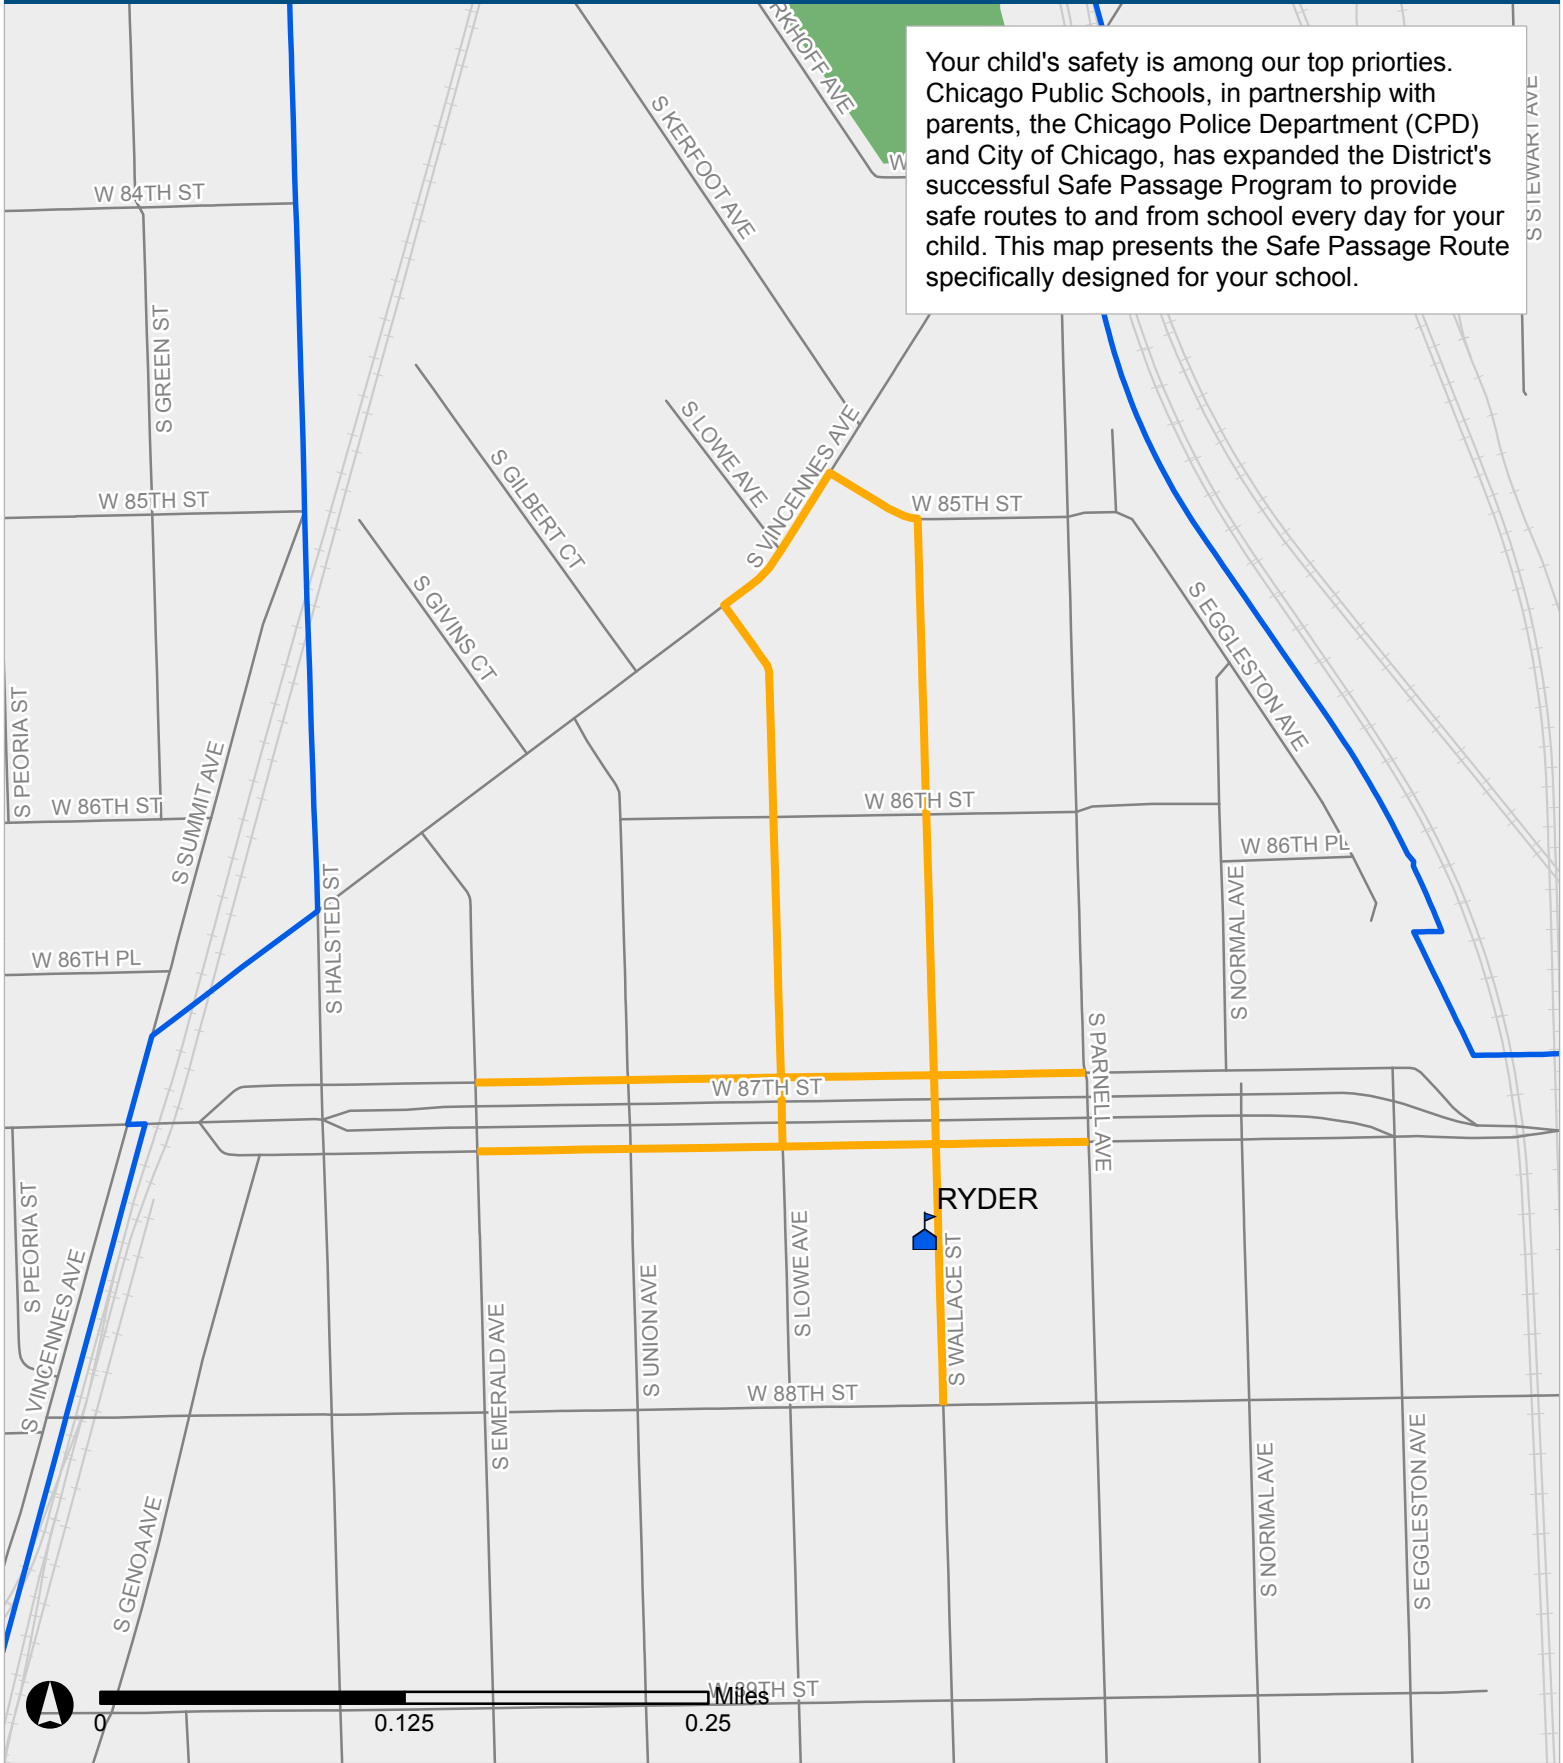 Your child's safety is among our top priorties.
Chicago Public Schools, in partnership with
parents, the Chicago Police Department (CPD)
and City of Chicago, has expanded the District's
successful Safe Passage Program to provide
safe routes to and from school every day for your
child. This map presents the Safe Passage Route
specifically designed for your school.
S KERFOOT AVE
S STEWART AVE
W 84TH ST
S GREEN ST
S LOWE AVE
S VINCENNES AVE
S GILBERT CT
W 85TH ST
W 85TH ST
S GIVINS CT
S EGGLESTON AVE
S PEORIA ST
S SUMMIT AVE
W 86TH ST
W 86TH ST
W 86TH PL
S HALSTED ST
S NORMAL AVE
W 86TH PL
S PARNELL AVE
W 87TH ST
RYDER
S PEORIA ST
S VINCENNES AVE
S LOWE AVE
S WALLACE ST
S UNION AVE
S EMERALD AVE
W 88TH ST
S GENOA AVE
S NORMAL AVE
S EGGLESTON AVE
W 89TH ST
Miles
0 0.125 0.25